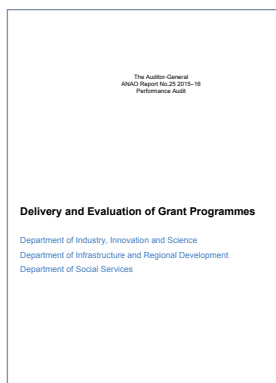 The Auditor-General
ANAO Report No.25 2015–16
Performance Audit
Delivery and Evaluation of Grant Programmes
Department of Industry, Innovation and Science
Department of Infrastructure and Regional Development
Department of Social Services